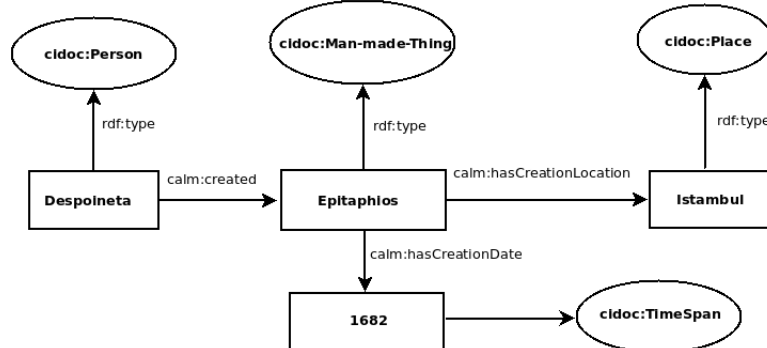 cidoc:Person
cidoc:Man-made-Thing
cidoc:Place
rdf:type
rdf:type
rdf:type
Despoineta
calm:created
Epitaphios
calm:hasCreationLocation
Istambul
calm:hasCreationDate
1682
cidoc:TimeSpan